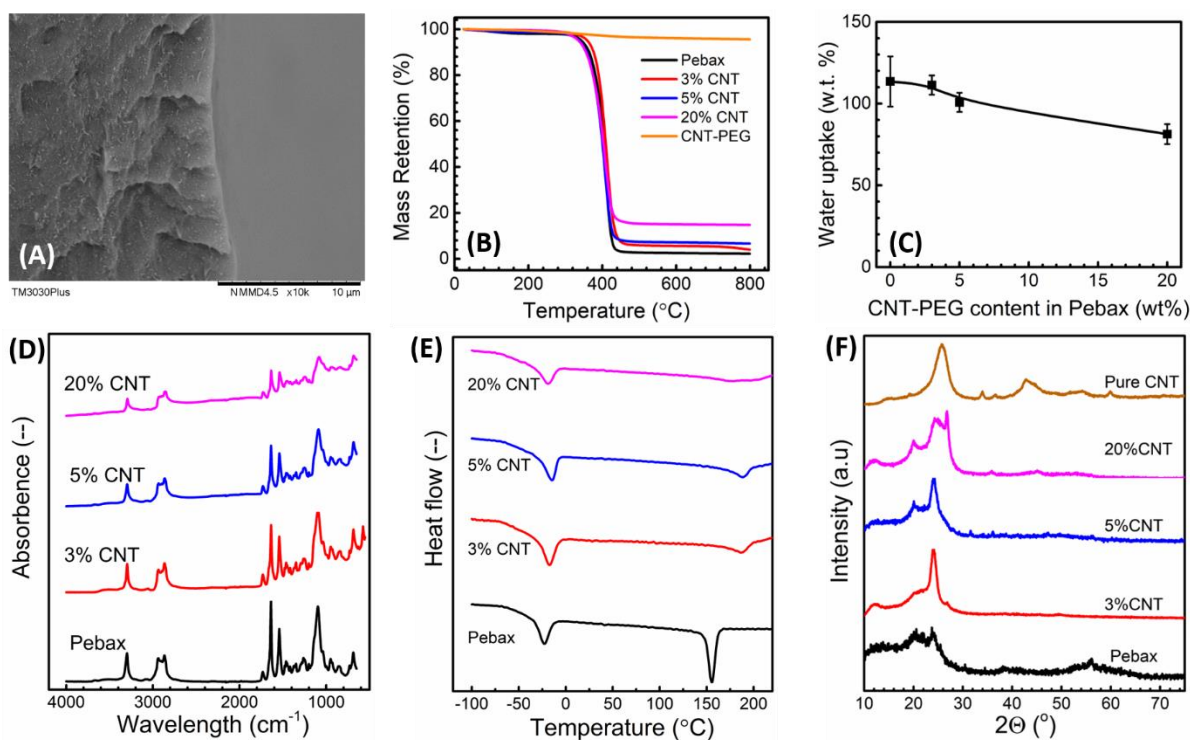 (A)
TM3030Plus
NMMD4.5 x10k 10 µm
(B)
Mass Retention (%)
100
80
60
40
20
0
Pebax
3% CNT
5% CNT
20% CNT
CNT-PEG
0 200 400 600 800
Temperature (°C)
(C)
Water uptake (w.t. %)
150
100
50
0
0 5 10 15 20
CNT-PEG content in Pebax (wt%)
(D)
Absorbence (--)
20% CNT
5% CNT
3% CNT
Pebax
4000 3000 2000 1000
Wavelength (cm⁻¹)
(E)
Heat flow (--)
20% CNT
5% CNT
3% CNT
Pebax
-100 -50 0 50 100 150 200
Temperature (°C)
(F)
Intensity (a.u)
Pure CNT
20%CNT
5%CNT
3%CNT
Pebax
10 20 30 40 50 60 70
2Θ (°)